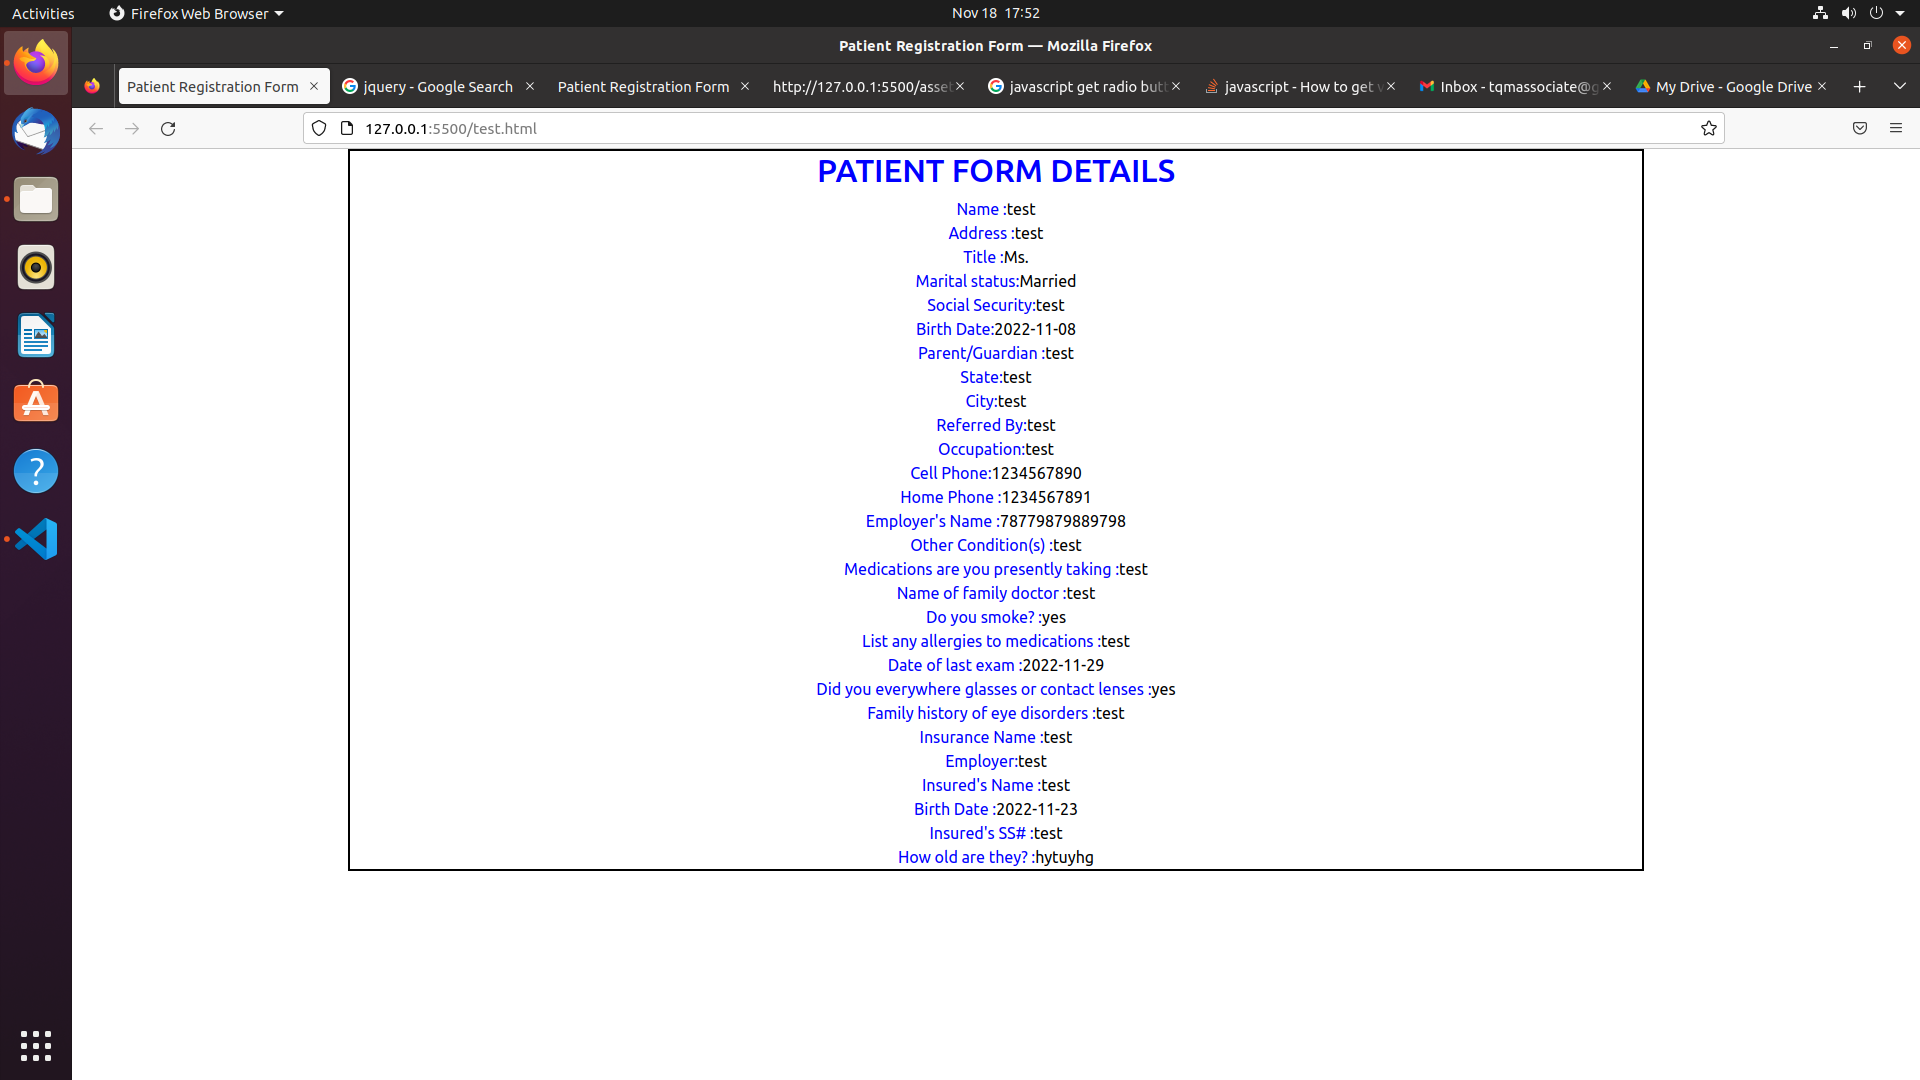 Activities
Firefox Web Browser
Nov 18 17:52
Patient Registration Form — Mozilla Firefox
Patient Registration Form
jquery - Google Search
Patient Registration Form
http://127.0.0.1:5500/asset
javascript get radio butt
javascript - How to get v
Inbox - tqmassociate@g
My Drive - Google Drive
127.0.0.1:5500/test.html
PATIENT FORM DETAILS
Name :test
Address :test
Title :Ms.
Marital status:Married
Social Security:test
Birth Date:2022-11-08
Parent/Guardian :test
State:test
City:test
Referred By:test
Occupation:test
Cell Phone:1234567890
Home Phone :1234567891
Employer's Name :78779879889798
Other Condition(s) :test
Medications are you presently taking :test
Name of family doctor :test
Do you smoke? :yes
List any allergies to medications :test
Date of last exam :2022-11-29
Did you everywhere glasses or contact lenses :yes
Family history of eye disorders :test
Insurance Name :test
Employer:test
Insured's Name :test
Birth Date :2022-11-23
Insured's SS# :test
How old are they? :hytuyhg